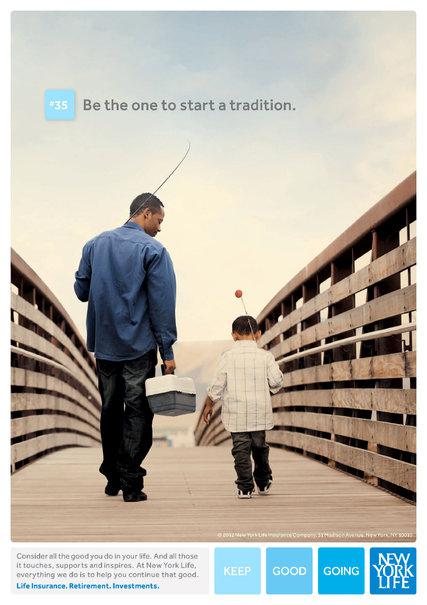 #35 Be the one to start a tradition.
© 2012 New York Life Insurance Company, 51 Madison Avenue, New York, NY 10010
Consider all the good you do in your life. And all those
it touches, supports and inspires. At New York Life,
everything we do is to help you continue that good.
Life Insurance. Retirement. Investments.
KEEP
GOOD
GOING
NEW
YORK
LIFE